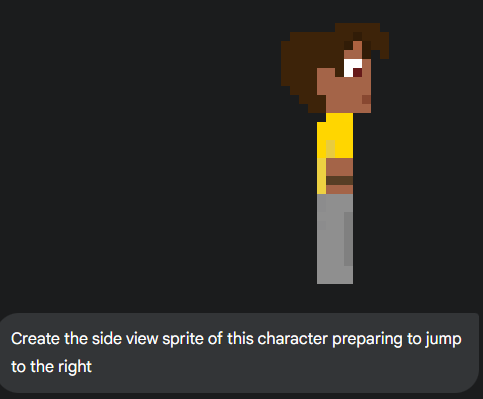 Create the side view sprite of this character preparing to jump
to the right